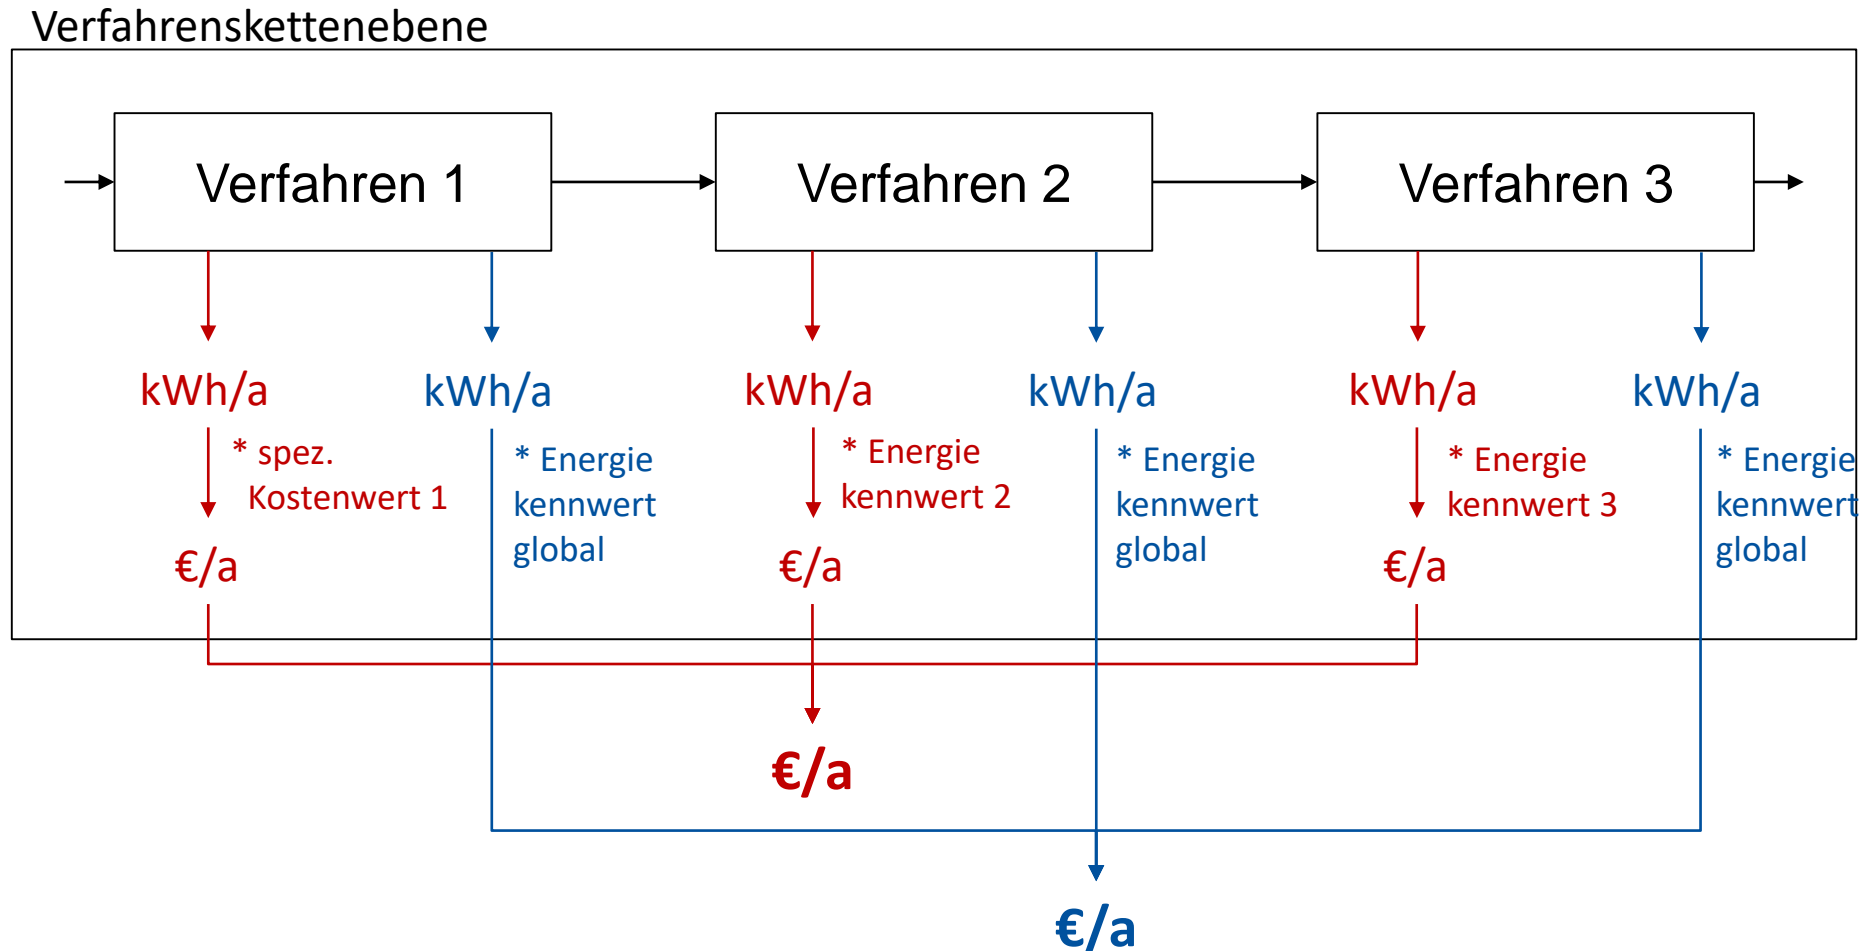 Verfahrenskettenebene
Verfahren 1
Verfahren 2
Verfahren 3
kWh/a
kWh/a
kWh/a
kWh/a
kWh/a
kWh/a
* spez.
Kostenwert 1
* Energie
kennwert
global
* Energie
kennwert 2
* Energie
kennwert
global
* Energie
kennwert 3
* Energie
kennwert
global
€/a
€/a
€/a
€/a
€/a